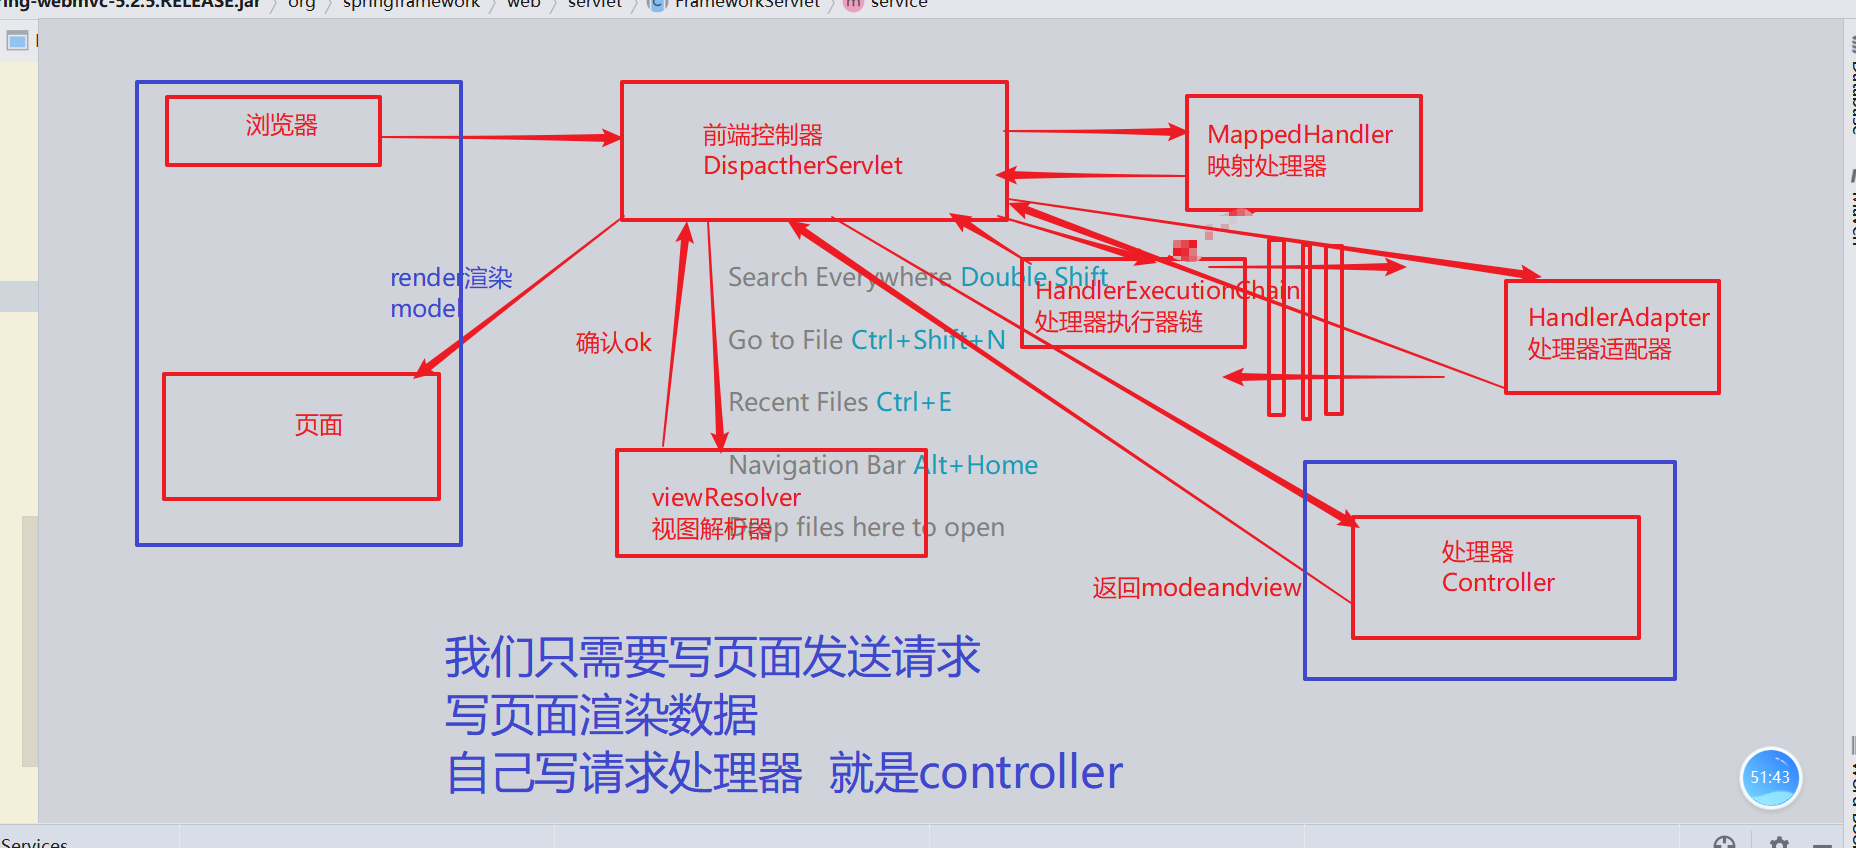 ring-webmvc-5.2.5.RELEASE.jar
org
springframework
web
servlet
FrameworkServlet
service
浏览器
前端控制器
DispactherServlet
MappedHandler
映射处理器
render渲染
model
确认ok
Search Everywhere Double Shift
Go to File Ctrl+Shift+N
Recent Files Ctrl+E
Navigation Bar Alt+Home
Drop files here to open
HandlerExecutionChain
处理器执行器链
HandlerAdapter
处理器适配器
页面
viewResolver
视图解析器
处理器
Controller
返回modeandview
我们只需要写页面发送请求
写页面渲染数据
自己写请求处理器 就是controller
51:43
Services
Database